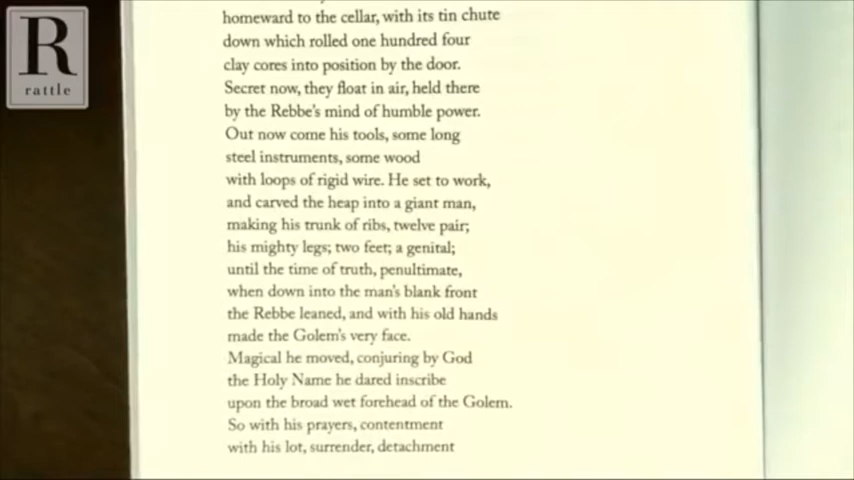 R
rattle
homeward to the cellar, with its tin chute
down which rolled one hundred four
clay cores into position by the door.
Secret now, they float in air, held there
by the Rebbe's mind of humble power.
Out now come his tools, some long
steel instruments, some wood
with loops of rigid wire. He set to work,
and carved the heap into a giant man,
making his trunk of ribs, twelve pair;
his mighty legs; two feet; a genital;
until the time of truth, penultimate,
when down into the man's blank front
the Rebbe leaned, and with his old hands
made the Golem's very face.
Magical he moved, conjuring by God
the Holy Name he dared inscribe
upon the broad wet forehead of the Golem.
So with his prayers, contentment
with his lot, surrender, detachment